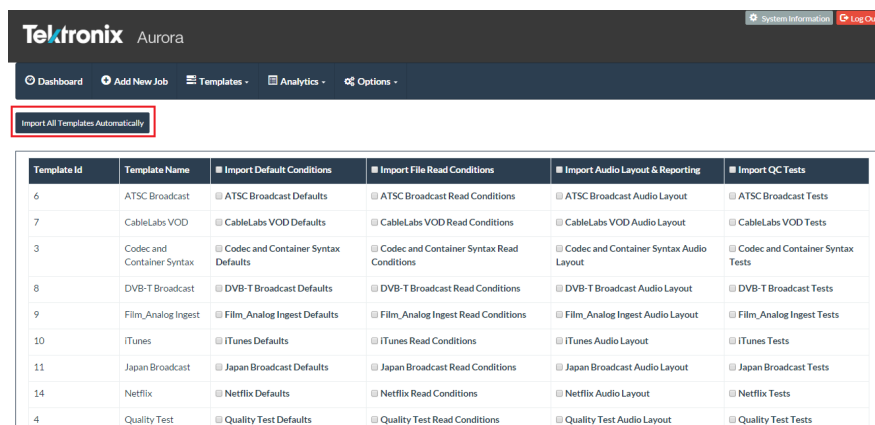 System Information Log Ou
Tektronix Aurora
Dashboard Add New Job Templates Analytics Options
Import All Templates Automatically
Template Id Template Name Import Default Conditions Import File Read Conditions Import Audio Layout & Reporting Import QC Tests
6 ATSC Broadcast ATSC Broadcast Defaults ATSC Broadcast Read Conditions ATSC Broadcast Audio Layout ATSC Broadcast Tests
7 CableLabs VOD CableLabs VOD Defaults CableLabs VOD Read Conditions CableLabs VOD Audio Layout CableLabs VOD Tests
3 Codec and Codec and Container Syntax Codec and Container Syntax Read Codec and Container Syntax Audio Codec and Container Syntax
Container Syntax Defaults Conditions Layout Tests
8 DVB-T Broadcast DVB-T Broadcast Defaults DVB-T Broadcast Read Conditions DVB-T Broadcast Audio Layout DVB-T Broadcast Tests
9 Film_Analog Ingest Film_Analog Ingest Defaults Film_Analog Ingest Read Conditions Film_Analog Ingest Audio Layout Film_Analog Ingest Tests
10 iTunes iTunes Defaults iTunes Read Conditions iTunes Audio Layout iTunes Tests
11 Japan Broadcast Japan Broadcast Defaults Japan Broadcast Read Conditions Japan Broadcast Audio Layout Japan Broadcast Tests
14 Netflix Netflix Defaults Netflix Read Conditions Netflix Audio Layout Netflix Tests
4 Quality Test Quality Test Defaults Quality Test Read Conditions Quality Test Audio Layout Quality Test Tests